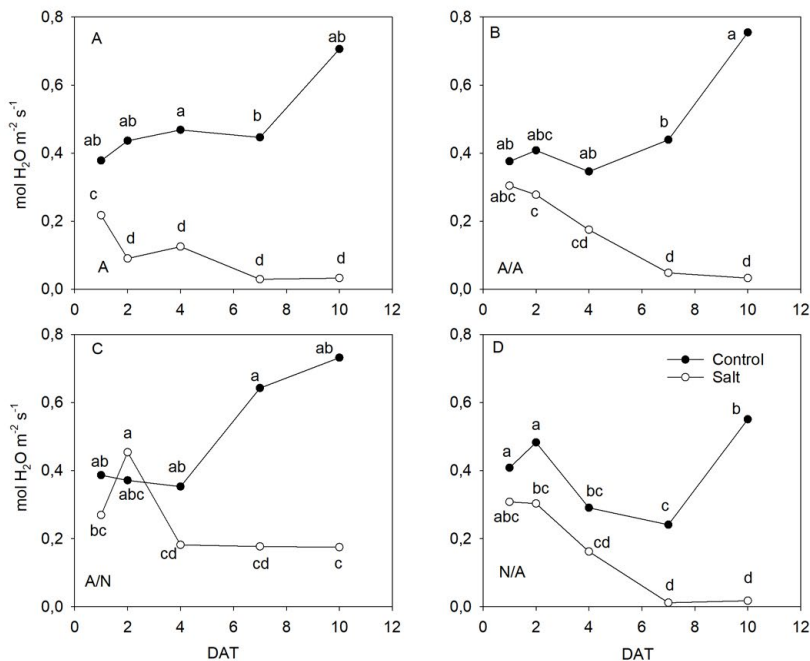 0,8
0,6
0,4
0,2
0,0
mol H₂O m⁻² s⁻¹
A
ab
ab
a
b
ab
c
d
d
d
d
A
0 2 4 6 8 10 12
0,8
0,6
0,4
0,2
0,0
B
ab
abc
ab
b
a
abc
c
cd
d
d
A/A
0 2 4 6 8 10 12
0,8
0,6
0,4
0,2
0,0
mol H₂O m⁻² s⁻¹
C
ab
abc
ab
a
ab
bc
a
cd
cd
c
A/N
0 2 4 6 8 10 12
DAT
0,8
0,6
0,4
0,2
0,0
D
Control
Salt
a
a
bc
c
b
abc
bc
cd
d
d
N/A
0 2 4 6 8 10 12
DAT